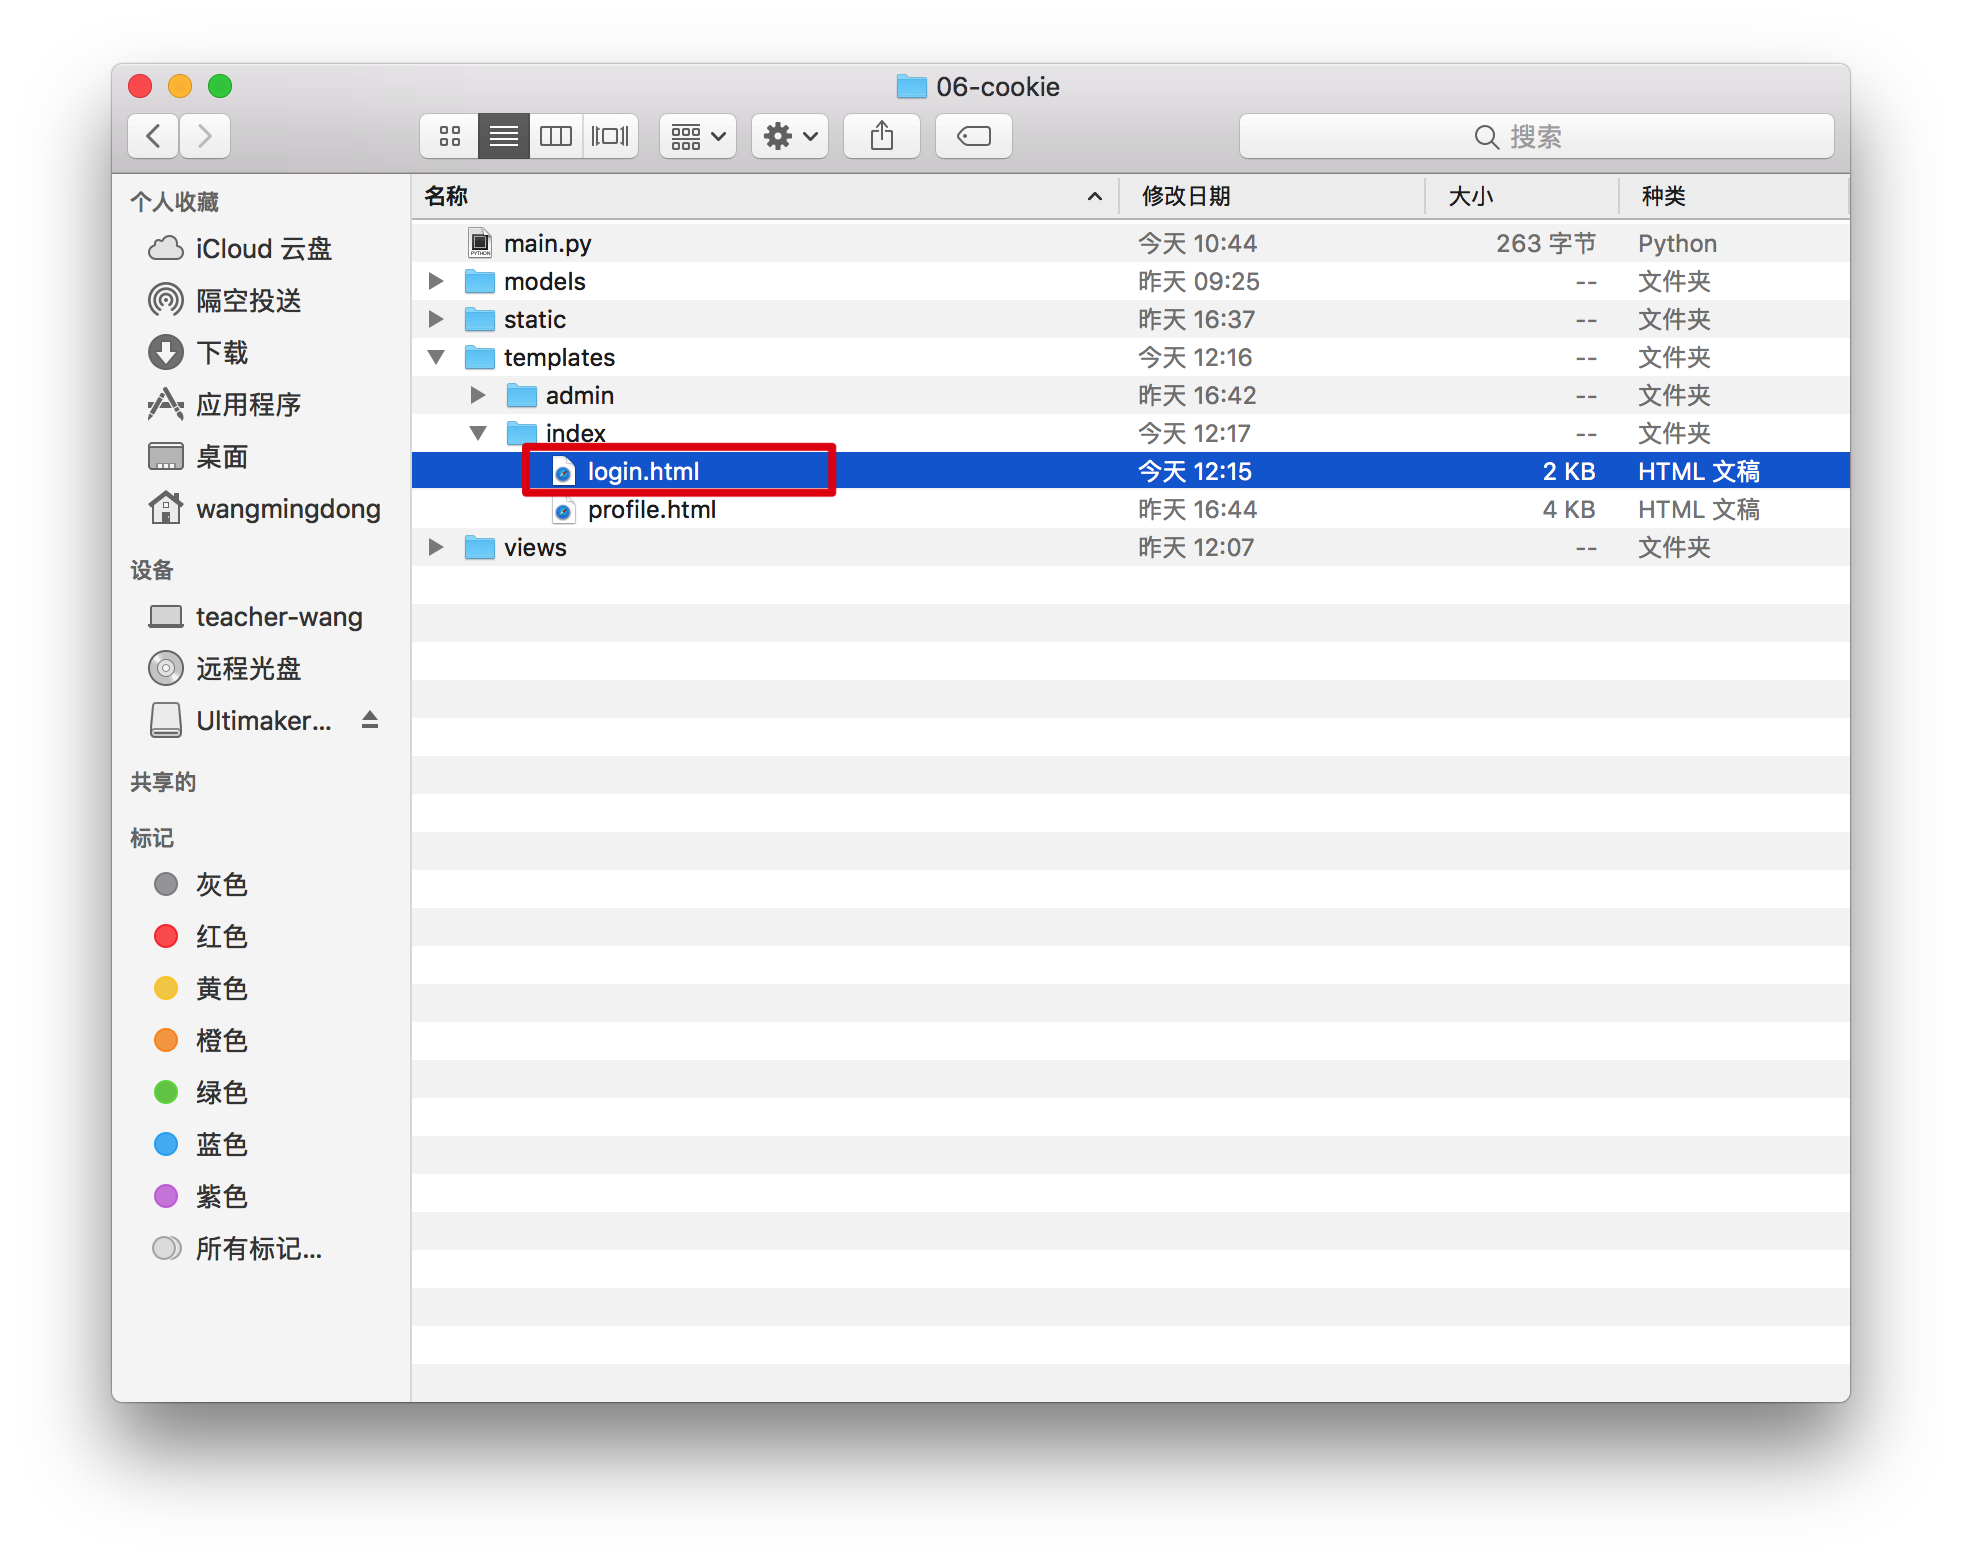 06-cookie
搜索
个人收藏
iCloud 云盘
隔空投送
下载
应用程序
桌面
wangmingdong
设备
teacher-wang
远程光盘
Ultimaker...
共享的
标记
灰色
红色
黄色
橙色
绿色
蓝色
紫色
所有标记...
名称 修改日期 大小 种类
main.py 今天 10:44 263 字节 Python
models 昨天 09:25 -- 文件夹
static 昨天 16:37 -- 文件夹
templates 今天 12:16 -- 文件夹
admin 昨天 16:42 -- 文件夹
index 今天 12:17 -- 文件夹
login.html 今天 12:15 2 KB HTML 文稿
profile.html 昨天 16:44 4 KB HTML 文稿
views 昨天 12:07 -- 文件夹